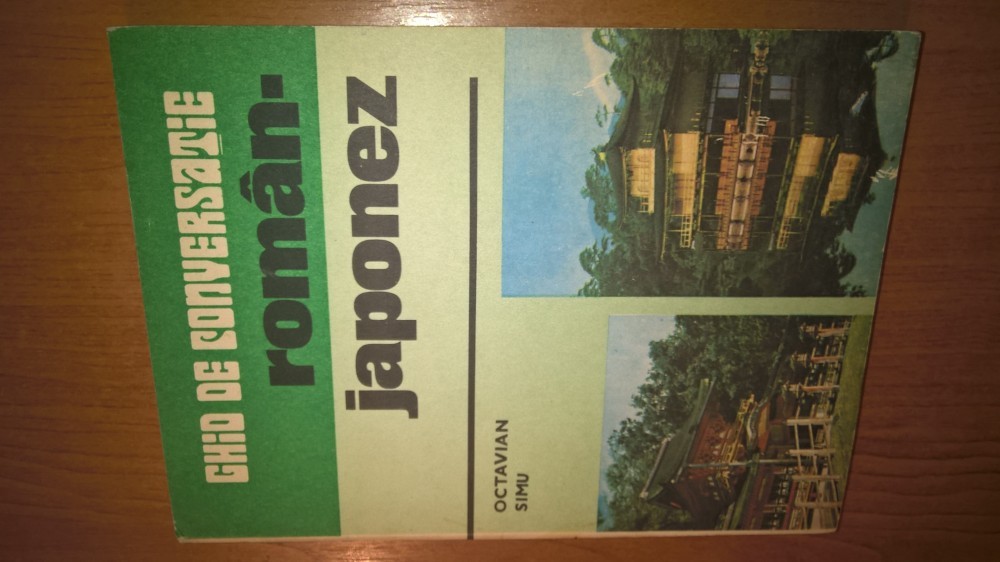 GHiD DE CONVERSAțiE
român-
japonez
OCTAVIAN
SIMU